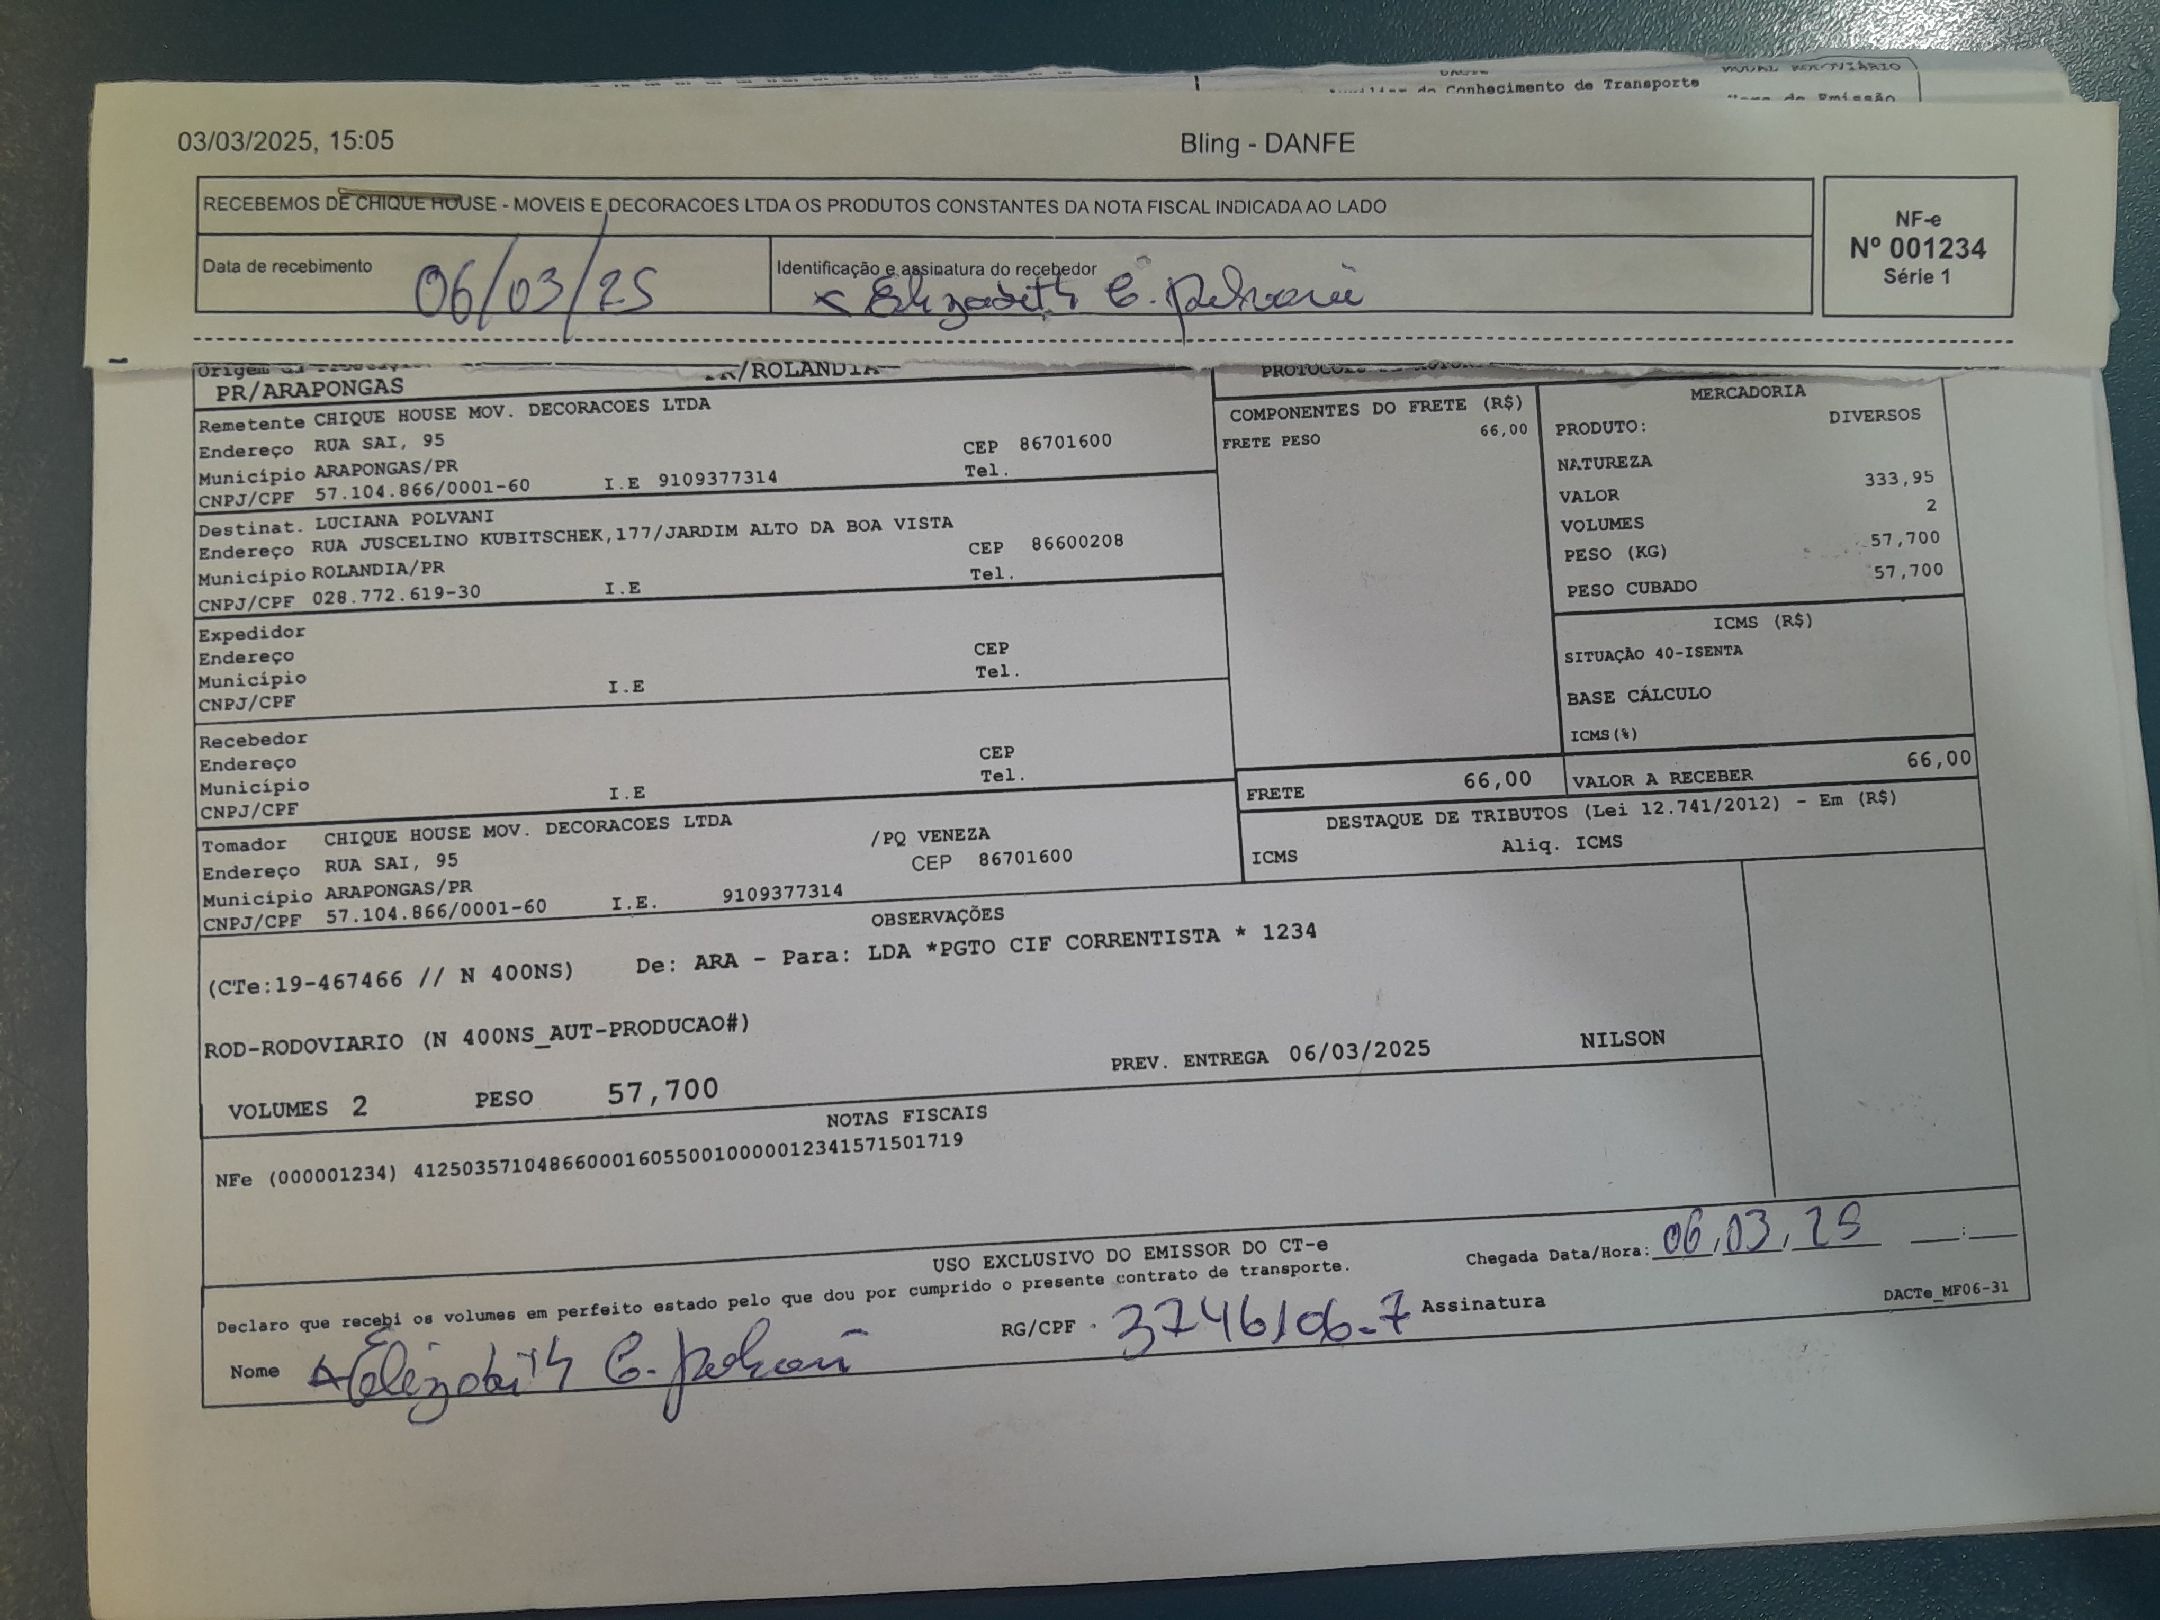 Conhecimento de Transporte
03/03/2025, 15:05 Bling - DANFE
RECEBEMOS DE CHIQUE HOUSE - MOVEIS E DECORACOES LTDA OS PRODUTOS CONSTANTES DA NOTA FISCAL INDICADA AO LADO
NF-e
Nº 001234
Série 1
Data de recebimento 06/03/25
Identificação e assinatura do recebedor
Elizabeth C.
PR/ARAPONGAS /ROLANDIA
Remetente CHIQUE HOUSE MOV. DECORACOES LTDA
Endereço RUA SAI, 95 CEP 86701600
Município ARAPONGAS/PR Tel.
CNPJ/CPF 57.104.866/0001-60 I.E 9109377314
Destinat. LUCIANA POLVANI
Endereço RUA JUSCELINO KUBITSCHEK,177/JARDIM ALTO DA BOA VISTA
CEP 86600208
Município ROLANDIA/PR Tel.
CNPJ/CPF 028.772.619-30 I.E
Expedidor
Endereço CEP
Município Tel.
CNPJ/CPF I.E
Recebedor
Endereço CEP
Município Tel.
CNPJ/CPF I.E
Tomador CHIQUE HOUSE MOV. DECORACOES LTDA /PQ VENEZA
Endereço RUA SAI, 95 CEP 86701600
Município ARAPONGAS/PR
CNPJ/CPF 57.104.866/0001-60 I.E. 9109377314
COMPONENTES DO FRETE (R$)
FRETE PESO 66,00
MERCADORIA
PRODUTO: DIVERSOS
NATUREZA
VALOR 333,95
VOLUMES 2
PESO (KG) 57,700
PESO CUBADO 57,700
ICMS (R$)
SITUAÇÃO 40-ISENTA
BASE CÁLCULO
ICMS(%)
FRETE 66,00 VALOR A RECEBER 66,00
DESTAQUE DE TRIBUTOS (Lei 12.741/2012) - Em (R$)
ICMS Aliq. ICMS
OBSERVAÇÕES
(CTe:19-467466 // N 400NS) De: ARA - Para: LDA *PGTO CIF CORRENTISTA * 1234
ROD-RODOVIARIO (N 400NS_AUT-PRODUCAO#)
PREV. ENTREGA 06/03/2025 NILSON
VOLUMES 2 PESO 57,700
NOTAS FISCAIS
NFe (000001234) 41250357104866000160550010000012341571501719
USO EXCLUSIVO DO EMISSOR DO CT-e
Chegada Data/Hora: 06,03,25 __:__
Declaro que recebi os volumes em perfeito estado pelo que dou por cumprido o presente contrato de transporte.
DACTe_MF06-31
Nome Elizabeth C. RG/CPF 3746106-7 Assinatura